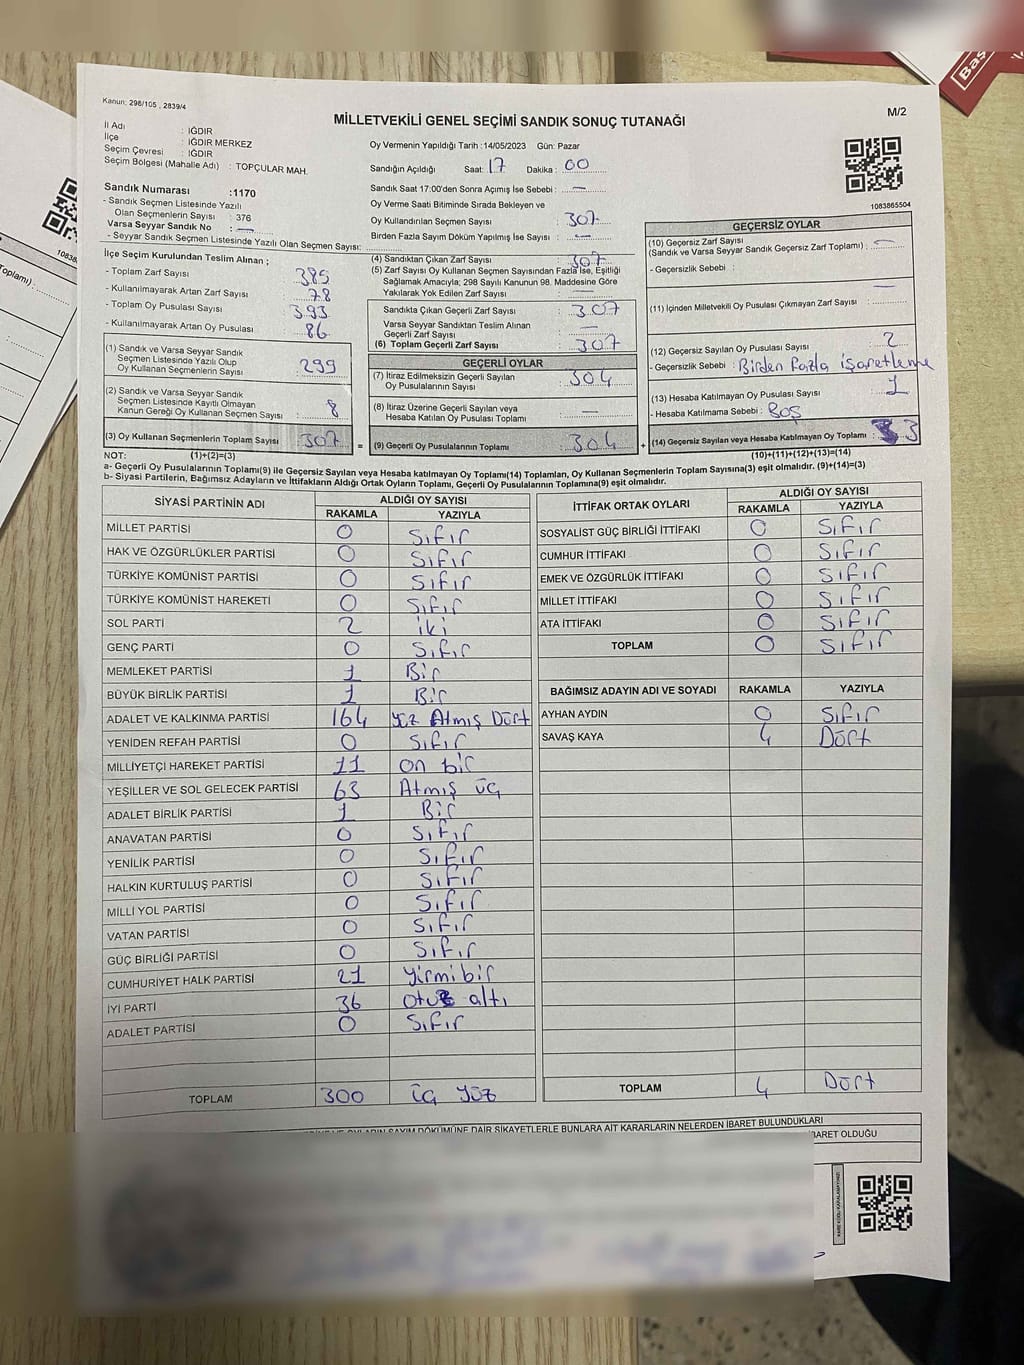 Kanun: 298/105 , 2839/4
MİLLETVEKİLİ GENEL SEÇİMİ SANDIK SONUÇ TUTANAĞI
M/2
İl Adı : IĞDIR
İlçe : IĞDIR MERKEZ
Seçim Çevresi : IĞDIR
Seçim Bölgesi (Mahalle Adı) : TOPÇULAR MAH.
Sandık Numarası :1170
- Sandık Seçmen Listesinde Yazılı
Olan Seçmenlerin Sayısı : 376
Varsa Seyyar Sandık No : —
- Seyyar Sandık Seçmen Listesinde Yazılı Olan Seçmen Sayısı:
Oy Vermenin Yapıldığı Tarih :14/05/2023 Gün: Pazar
Sandığın Açıldığı Saat: 17 Dakika : 00
Sandık Saat 17:00'den Sonra Açımış İse Sebebi : —
Oy Verme Saati Bitiminde Sırada Bekleyen ve
Oy Kullandırılan Seçmen Sayısı : 307
Birden Fazla Sayım Döküm Yapılmış İse Sayısı : —
1083865504
İlçe Seçim Kurulundan Teslim Alınan ;
- Toplam Zarf Sayısı : 385
- Kullanılmayarak Artan Zarf Sayısı : 78
- Toplam Oy Pusulası Sayısı : 393
- Kullanılmayarak Artan Oy Pusulası : 86
(1) Sandık ve Varsa Seyyar Sandık
Seçmen Listesinde Yazılı Olup
Oy Kullanan Seçmenlerin Sayısı : 299
(2) Sandık ve Varsa Seyyar Sandık
Seçmen Listesinde Kayıtlı Olmayan
Kanun Gereği Oy Kullanan Seçmen Sayısı : 8
(3) Oy Kullanan Seçmenlerin Toplam Sayısı : 307
(4) Sandıktan Çıkan Zarf Sayısı : 307
(5) Zarf Sayısı Oy Kullanan Seçmen Sayısından Fazla İse, Eşitliği
Sağlamak Amacıyla; 298 Sayılı Kanunun 98. Maddesine Göre
Yakılarak Yok Edilen Zarf Sayısı : —
Sandıkta Çıkan Geçerli Zarf Sayısı : 307
Varsa Seyyar Sandıktan Teslim Alınan
Geçerli Zarf Sayısı : —
(6) Toplam Geçerli Zarf Sayısı : 307
GEÇERLİ OYLAR
(7) İtiraz Edilmeksizin Geçerli Sayılan
Oy Pusulalarının Sayısı : 304
(8) İtiraz Üzerine Geçerli Sayılan veya
Hesaba Katılan Oy Pusulası Toplamı : —
= (9) Geçerli Oy Pusulalarının Toplamı : 304
GEÇERSİZ OYLAR
(10) Geçersiz Zarf Sayısı
(Sandık ve Varsa Seyyar Sandık Geçersiz Zarf Toplamı) : —
- Geçersizlik Sebebi :
(11) İçinden Milletvekili Oy Pusulası Çıkmayan Zarf Sayısı : —
(12) Geçersiz Sayılan Oy Pusulası Sayısı : 2
- Geçersizlik Sebebi : Birden fazla işaretleme
(13) Hesaba Katılmayan Oy Pusulası Sayısı : 1
- Hesaba Katılmama Sebebi : Boş
+ (14) Geçersiz Sayılan veya Hesaba Katılmayan Oy Toplamı : 3
NOT: (1)+(2)=(3)
(10)+(11)+(12)+(13)=(14)
a- Geçerli Oy Pusulalarının Toplamı(9) ile Geçersiz Sayılan veya Hesaba katılmayan Oy Toplamı(14) Toplamları, Oy Kullanan Seçmenlerin Toplam Sayısına(3) eşit olmalıdır. (9)+(14)=(3)
b- Siyasi Partilerin, Bağımsız Adayların ve İttifakların Aldığı Ortak Oyların Toplamı, Geçerli Oy Pusulalarının Toplamına(9) eşit olmalıdır.
SİYASİ PARTİNİN ADI ALDIĞI OY SAYISI
RAKAMLA YAZIYLA
MİLLET PARTİSİ 0 Sıfır
HAK VE ÖZGÜRLÜKLER PARTİSİ 0 Sıfır
TÜRKİYE KOMÜNİST PARTİSİ 0 Sıfır
TÜRKİYE KOMÜNİST HAREKETİ 0 Sıfır
SOL PARTİ 2 iki
GENÇ PARTİ 0 Sıfır
MEMLEKET PARTİSİ 1 Bir
BÜYÜK BİRLİK PARTİSİ 1 Bir
ADALET VE KALKINMA PARTİSİ 164 Yüz Atmış Dört
YENİDEN REFAH PARTİSİ 0 Sıfır
MİLLİYETÇİ HAREKET PARTİSİ 11 on bir
YEŞİLLER VE SOL GELECEK PARTİSİ 63 Atmış üç
ADALET BİRLİK PARTİSİ 1 Bir
ANAVATAN PARTİSİ 0 Sıfır
YENİLİK PARTİSİ 0 Sıfır
HALKIN KURTULUŞ PARTİSİ 0 Sıfır
MİLLİ YOL PARTİSİ 0 Sıfır
VATAN PARTİSİ 0 Sıfır
GÜÇ BİRLİĞİ PARTİSİ 0 Sıfır
CUMHURİYET HALK PARTİSİ 21 Yirmi bir
İYİ PARTİ 36 otuz altı
ADALET PARTİSİ 0 Sıfır
TOPLAM 300 üç Yüz
İTTİFAK ORTAK OYLARI ALDIĞI OY SAYISI
RAKAMLA YAZIYLA
SOSYALİST GÜÇ BİRLİĞİ İTTİFAKI 0 Sıfır
CUMHUR İTTİFAKI 0 Sıfır
EMEK VE ÖZGÜRLÜK İTTİFAKI 0 Sıfır
MİLLET İTTİFAKI 0 Sıfır
ATA İTTİFAKI 0 Sıfır
TOPLAM 0 Sıfır
BAĞIMSIZ ADAYIN ADI VE SOYADI RAKAMLA YAZIYLA
AYHAN AYDIN 0 Sıfır
SAVAŞ KAYA 4 Dört
TOPLAM 4 Dört
SAYIM DÖKÜMÜNE DAİR ŞİKAYETLERLE BUNLARA AİT KARARLARIN NELERDEN İBARET BULUNDUKLARI
İBARET OLDUĞU
Toplamı) :
1083
Baş